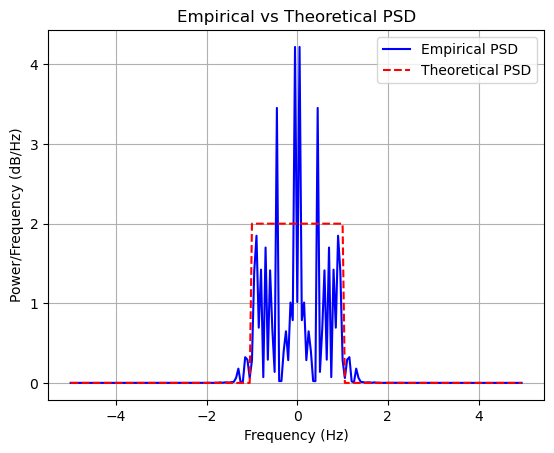 Empirical vs Theoretical PSD
Empirical PSD
Theoretical PSD
Power/Frequency (dB/Hz)
4
3
2
1
0
−4
−2
0
2
4
Frequency (Hz)